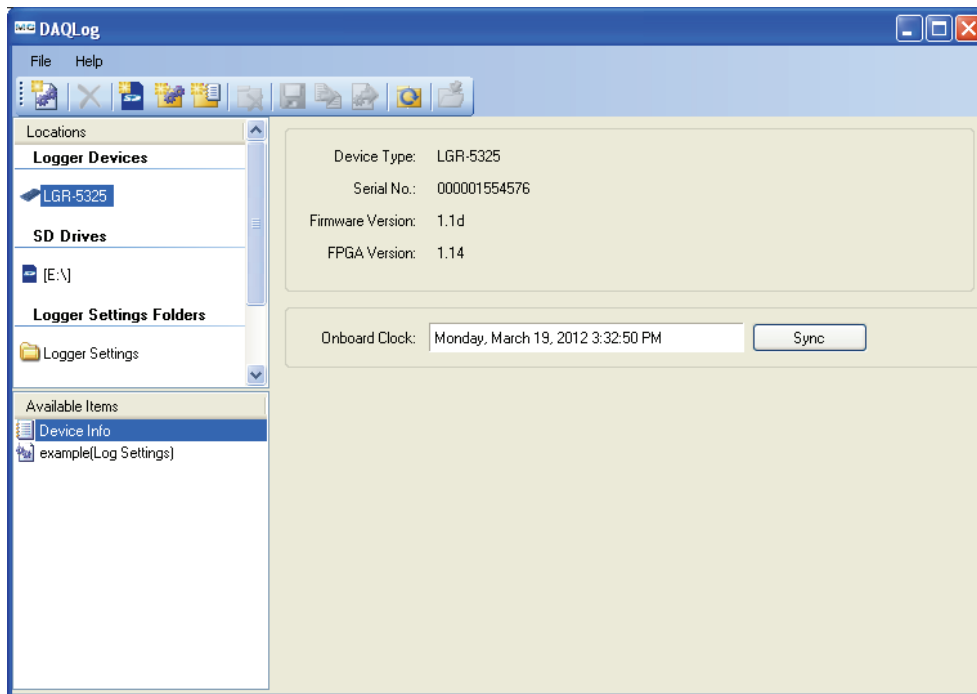 MC DAQLog
File Help
Locations
Logger Devices
LGR-5325
SD Drives
[E:\]
Logger Settings Folders
Logger Settings
Available Items
Device Info
example(Log Settings)
Device Type: LGR-5325
Serial No.: 000001554576
Firmware Version: 1.1d
FPGA Version: 1.14
Onboard Clock: Monday, March 19, 2012 3:32:50 PM Sync